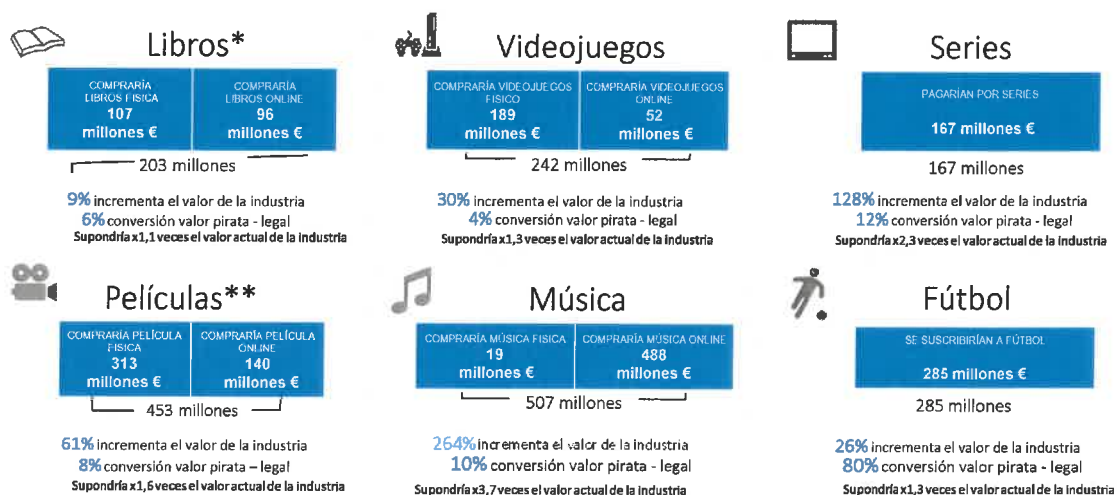 Libros*
COMPRARÍA
LIBROS FISICA
107
millones €
COMPRARÍA
LIBROS ONLINE
96
millones €
203 millones
9% incrementa el valor de la industria
6% conversión valor pirata - legal
Supondría x1,1 veces el valor actual de la industria
Videojuegos
COMPRARÍA VIDEOJUEGOS
FISICO
189
millones €
COMPRARÍA VIDEOJUEGOS
ONLINE
52
millones €
242 millones
30% incrementa el valor de la industria
4% conversión valor pirata - legal
Supondría x1,3 veces el valor actual de la industria
Series
PAGARÍAN POR SERIES
167 millones €
167 millones
128% incrementa el valor de la industria
12% conversión valor pirata - legal
Supondría x2,3 veces el valor actual de la industria
Películas**
COMPRARÍA PELÍCULA
FISICA
313
millones €
COMPRARÍA PELÍCULA
ONLINE
140
millones €
453 millones
61% incrementa el valor de la industria
8% conversión valor pirata – legal
Supondría x1,6 veces el valor actual de la industria
Música
COMPRARÍA MÚSICA FISICA
19
millones €
COMPRARÍA MÚSICA ONLINE
488
millones €
507 millones
264% incrementa el valor de la industria
10% conversión valor pirata - legal
Supondría x3,7 veces el valor actual de la industria
Fútbol
SE SUSCRIBIRÍAN A FÚTBOL
285 millones €
285 millones
26% incrementa el valor de la industria
80% conversión valor pirata - legal
Supondría x1,3 veces el valor actual de la industria